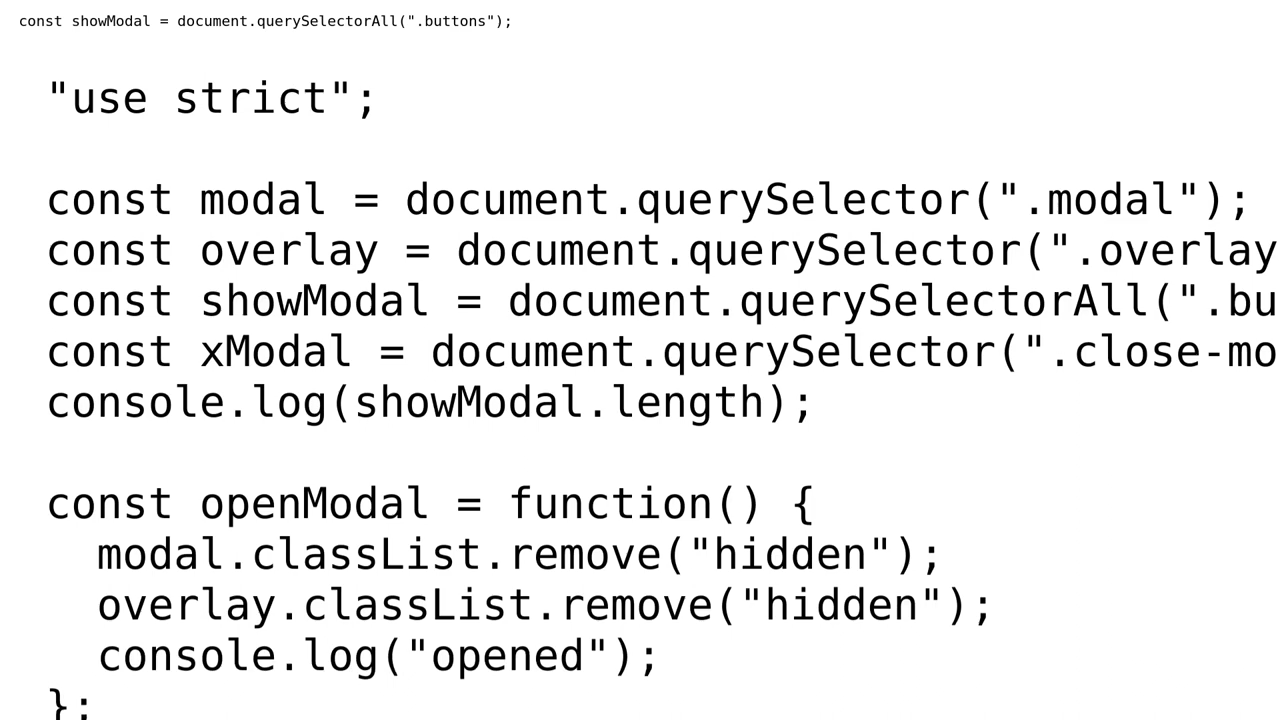 const showModal = document.querySelectorAll(".buttons");
"use strict";
const modal = document.querySelector(".modal");
const overlay = document.querySelector(".overlay
const showModal = document.querySelectorAll(".bu
const xModal = document.querySelector(".close-mo
console.log(showModal.length);
const openModal = function() {
  modal.classList.remove("hidden");
  overlay.classList.remove("hidden");
  console.log("opened");
};